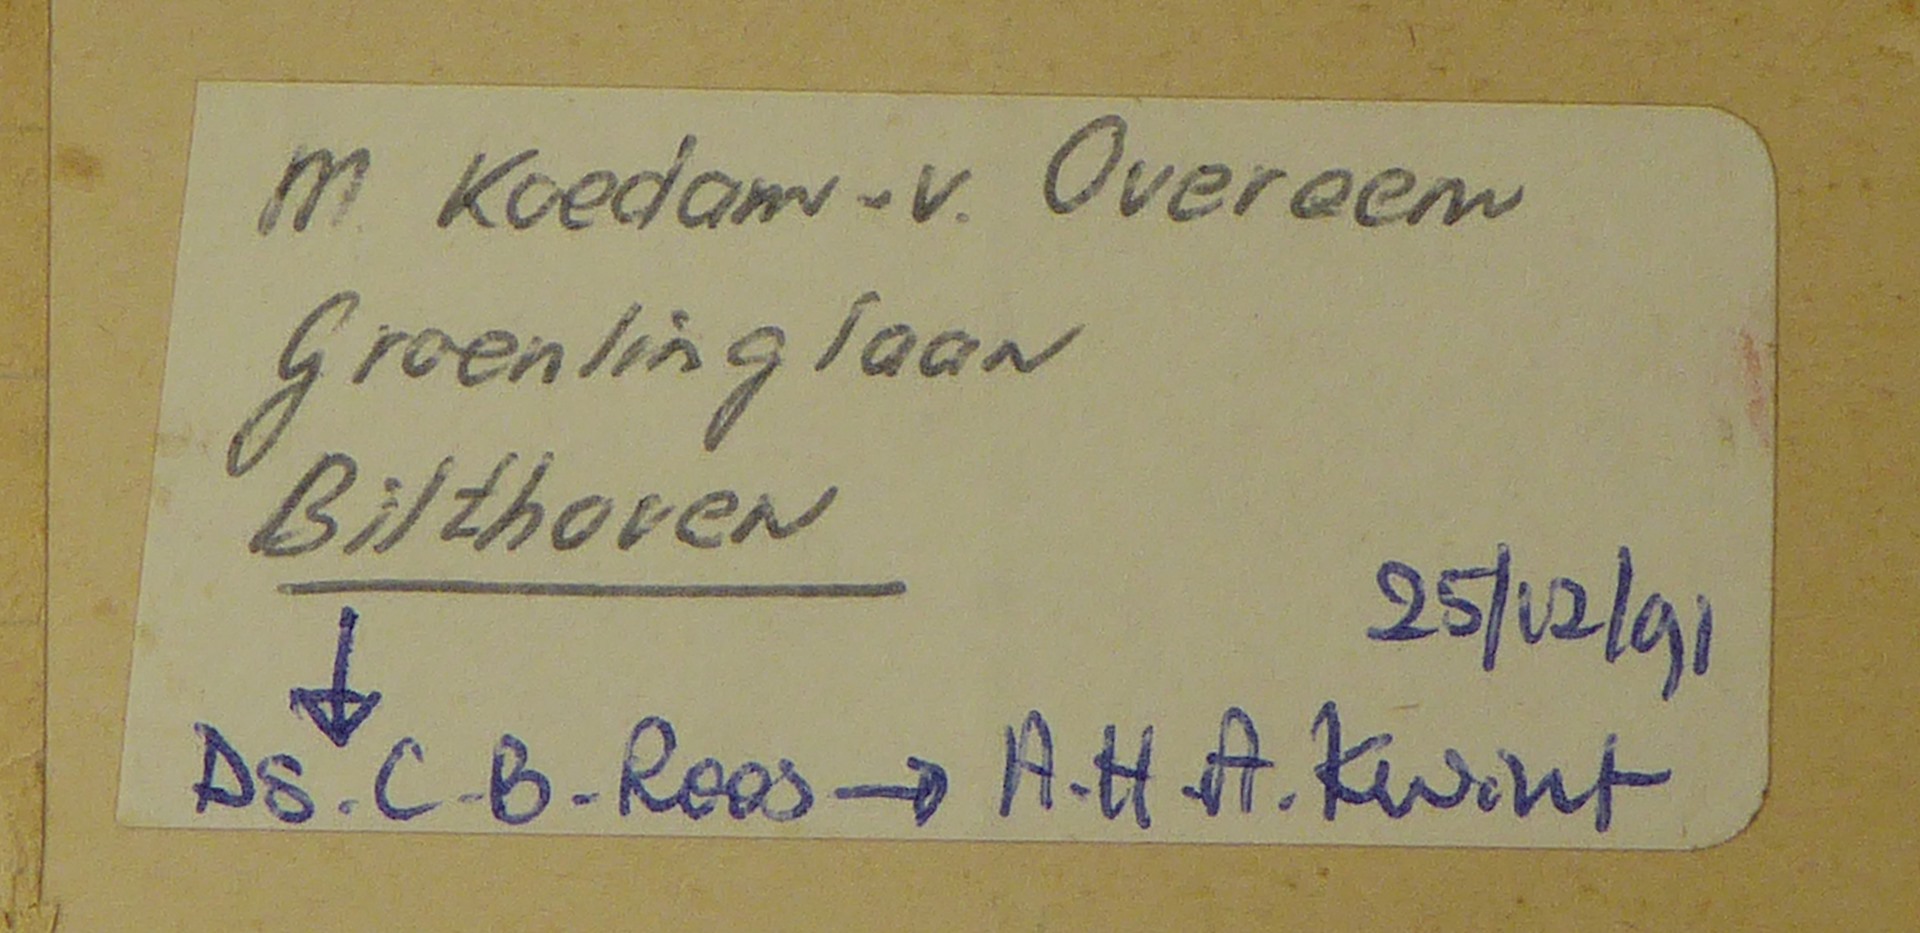 M Koedam-v. Overeem
Groenlinglaan
Bilthoven
25/12/91
↓
Ds. C-B-Roos → A.H.A. Kwint